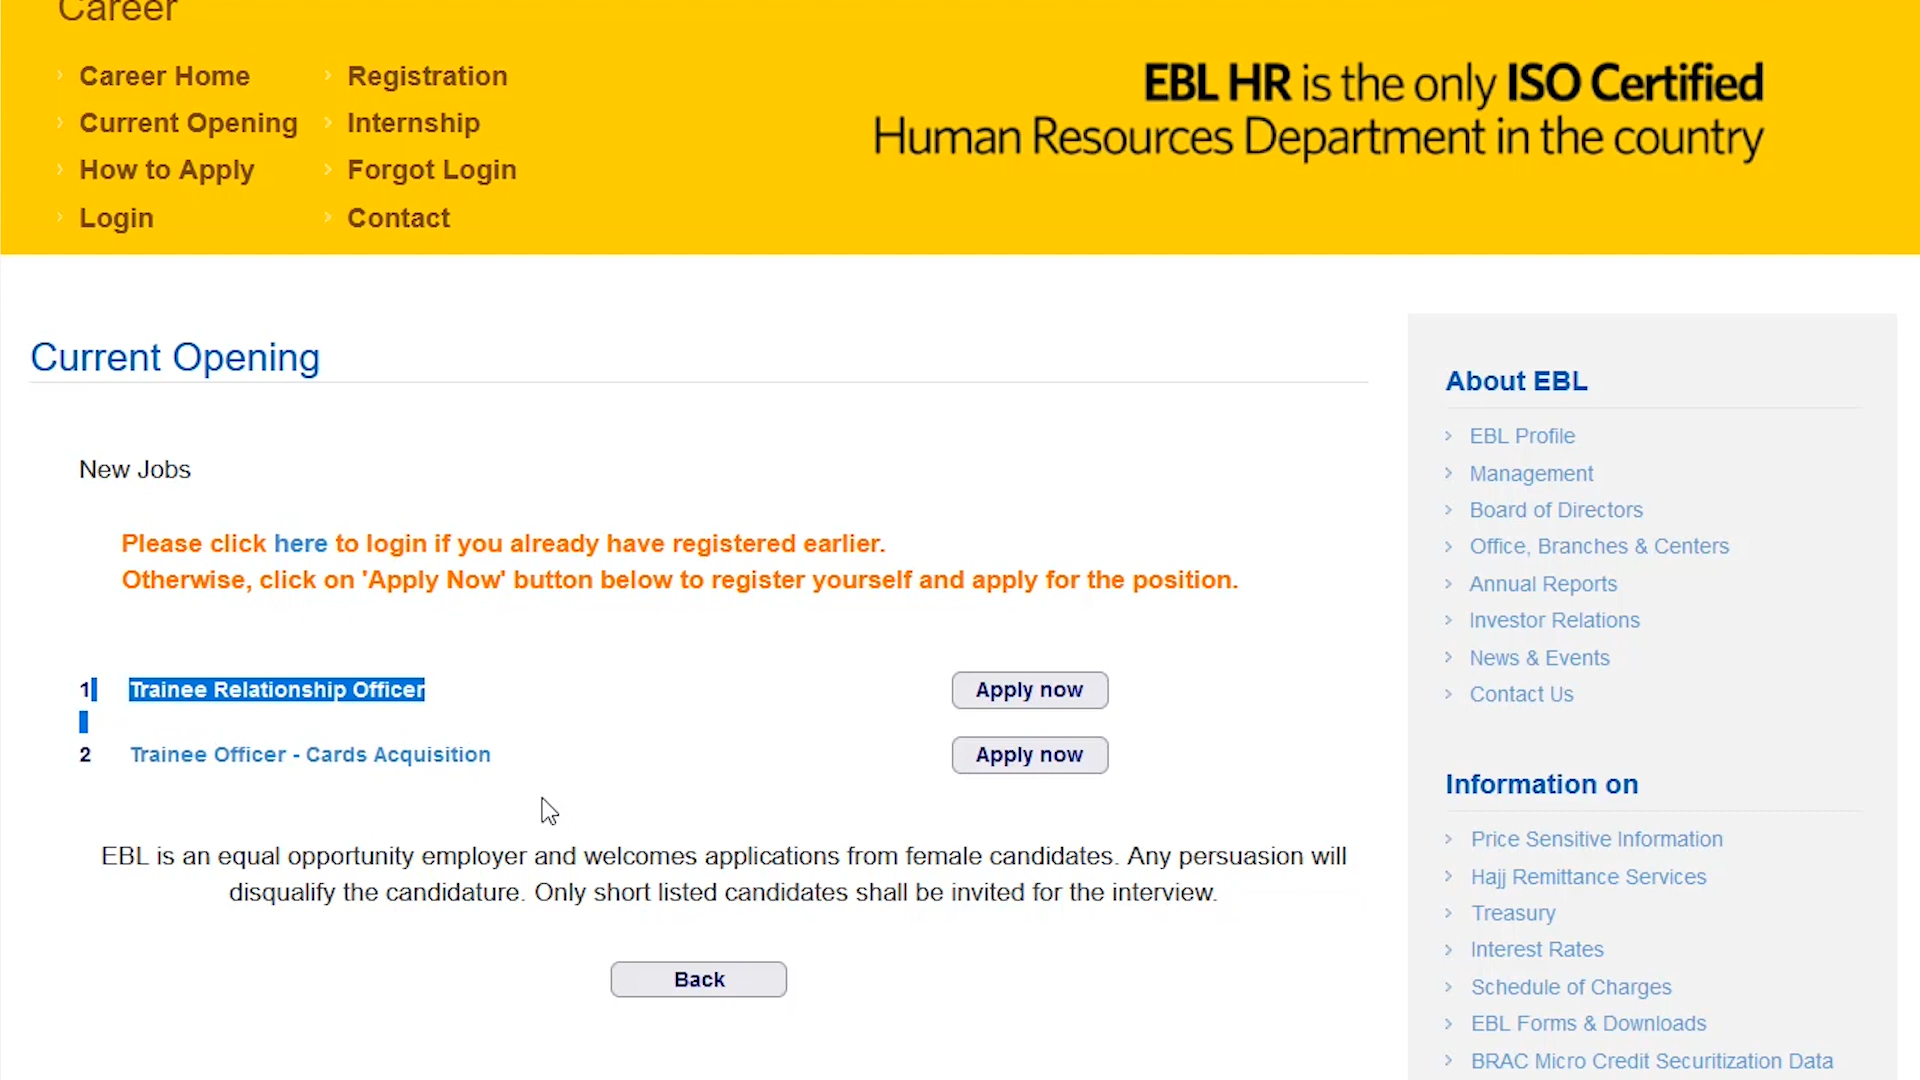 Career
Career Home
Registration
Current Opening
Internship
How to Apply
Forgot Login
Login
Contact
EBL HR is the only ISO Certified
Human Resources Department in the country
Current Opening
New Jobs
Please click here to login if you already have registered earlier.
Otherwise, click on 'Apply Now' button below to register yourself and apply for the position.
1 Trainee Relationship Officer Apply now
2 Trainee Officer - Cards Acquisition Apply now
EBL is an equal opportunity employer and welcomes applications from female candidates. Any persuasion will
disqualify the candidature. Only short listed candidates shall be invited for the interview.
Back
About EBL
EBL Profile
Management
Board of Directors
Office, Branches & Centers
Annual Reports
Investor Relations
News & Events
Contact Us
Information on
Price Sensitive Information
Hajj Remittance Services
Treasury
Interest Rates
Schedule of Charges
EBL Forms & Downloads
BRAC Micro Credit Securitization Data